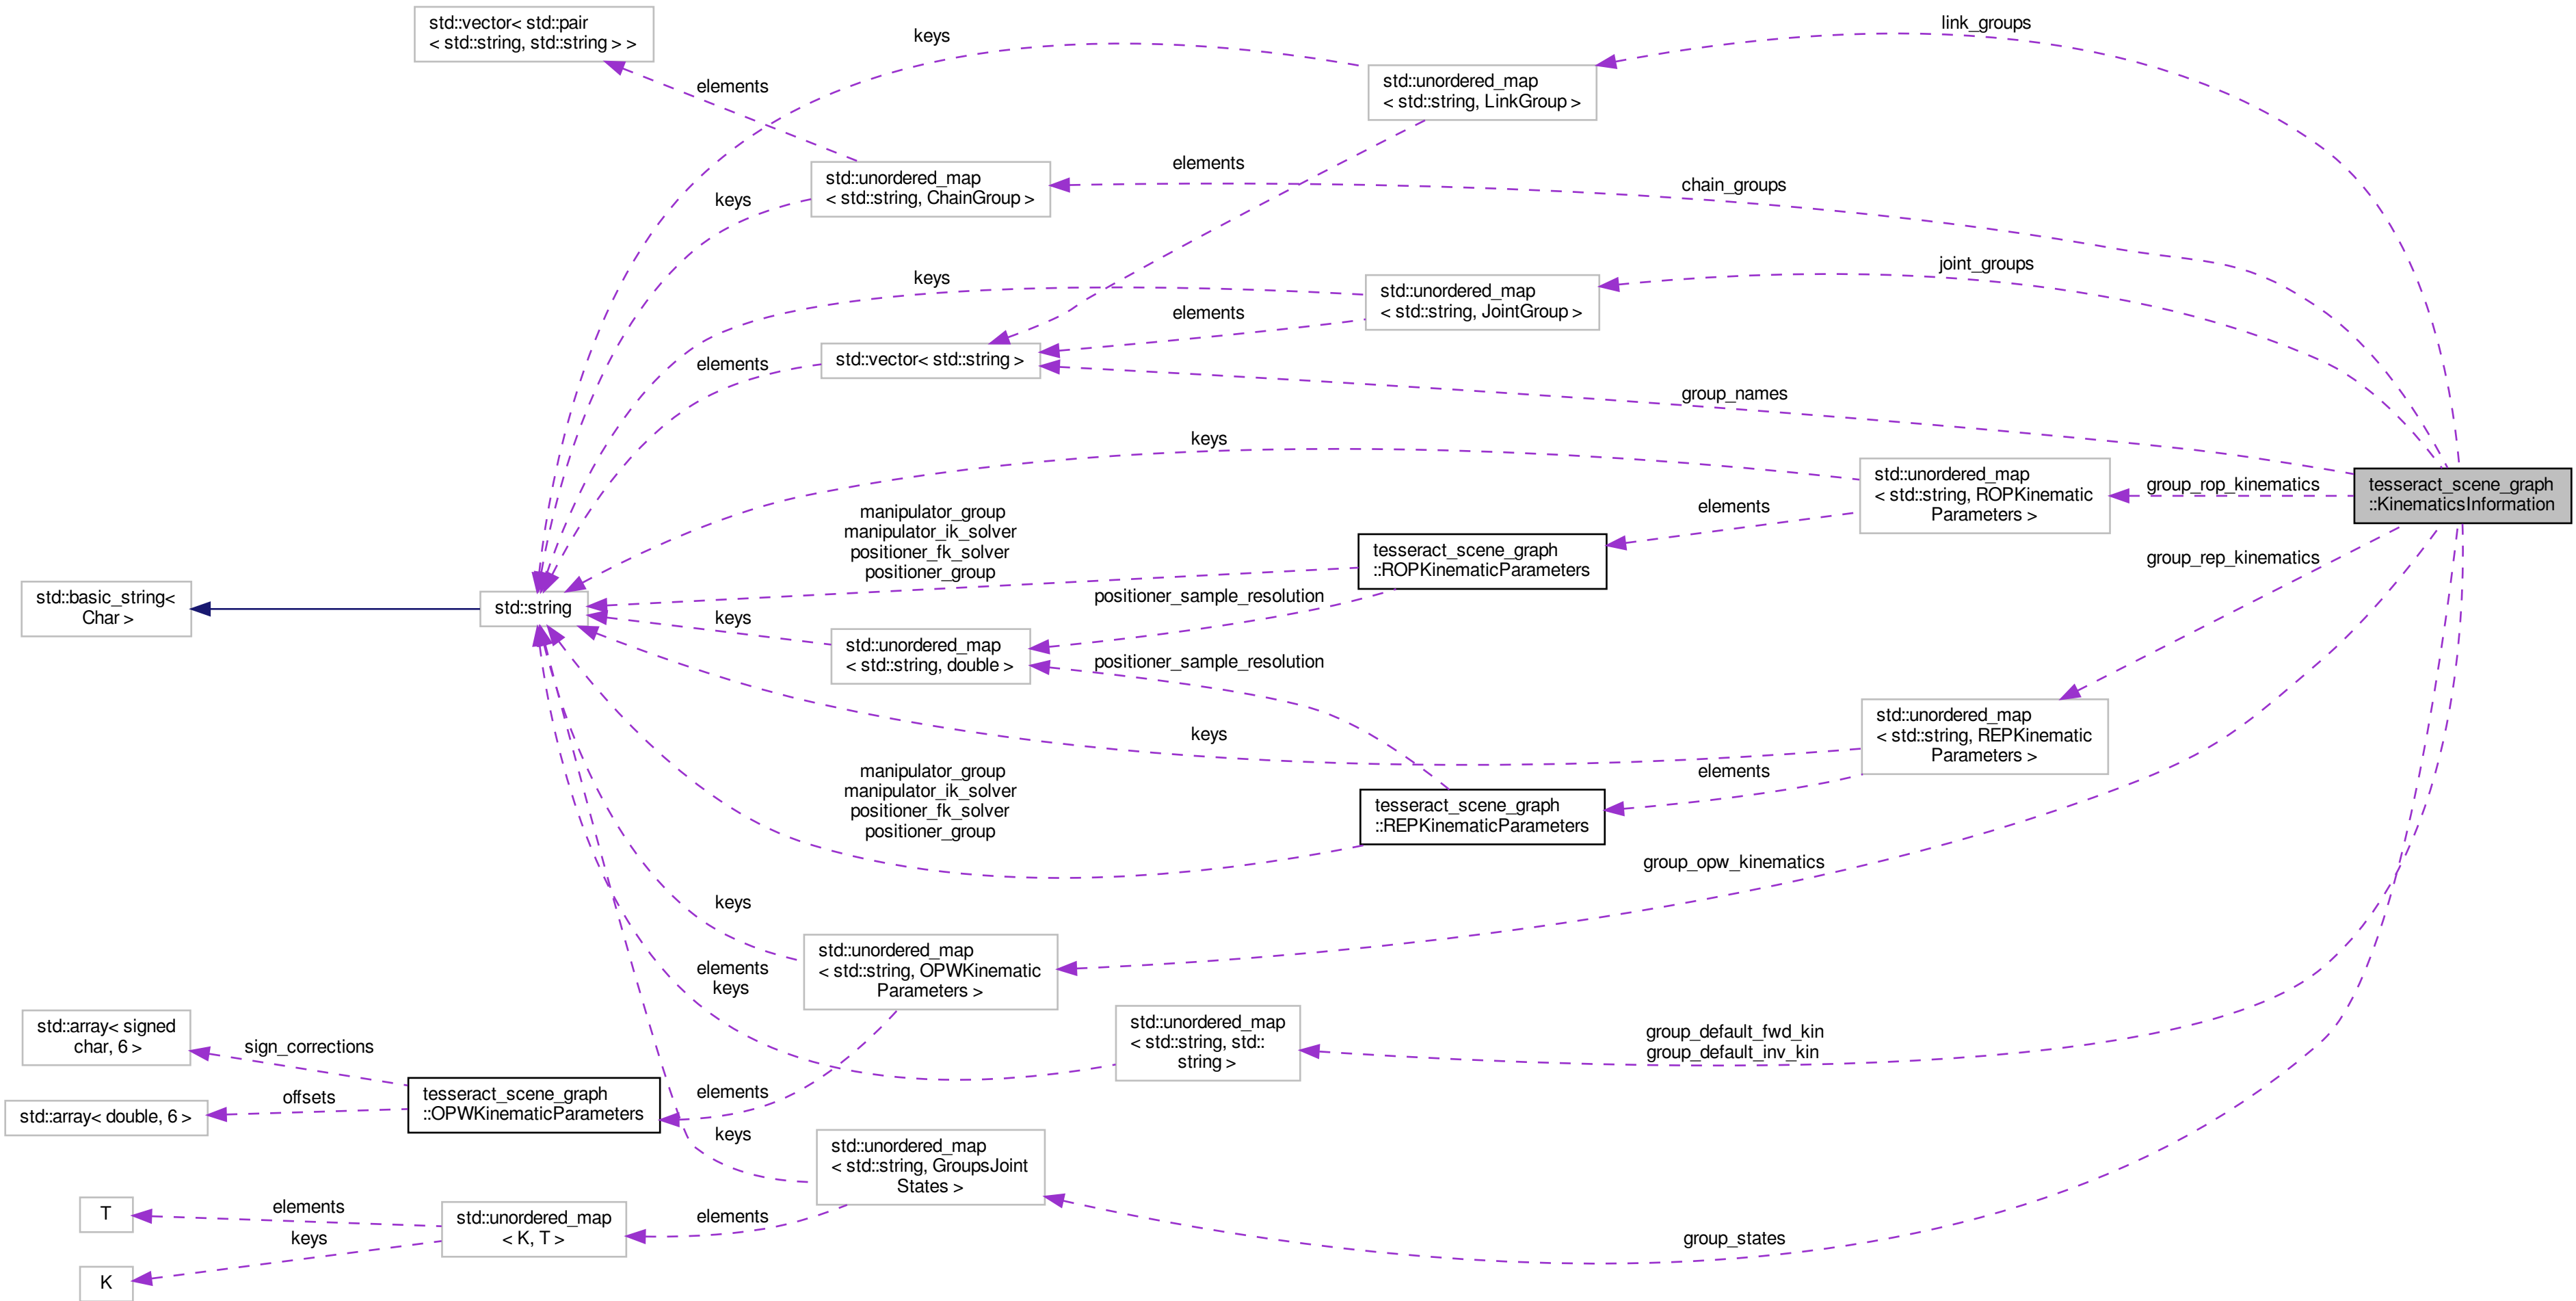 std::vector< std::pair
< std::string, std::string > >
keys
link_groups
elements
std::unordered_map
< std::string, LinkGroup >
std::unordered_map
< std::string, ChainGroup >
elements
chain_groups
keys
keys
std::unordered_map
< std::string, JointGroup >
joint_groups
elements
std::vector< std::string >
elements
group_names
keys
std::unordered_map
< std::string, ROPKinematic
Parameters >
group_rop_kinematics
tesseract_scene_graph
::KinematicsInformation
manipulator_group
manipulator_ik_solver
positioner_fk_solver
positioner_group
elements
tesseract_scene_graph
::ROPKinematicParameters
group_rep_kinematics
std::basic_string<
Char >
std::string
positioner_sample_resolution
keys
std::unordered_map
< std::string, double >
positioner_sample_resolution
std::unordered_map
< std::string, REPKinematic
Parameters >
keys
manipulator_group
manipulator_ik_solver
positioner_fk_solver
positioner_group
elements
tesseract_scene_graph
::REPKinematicParameters
group_opw_kinematics
keys
std::unordered_map
< std::string, OPWKinematic
Parameters >
elements
keys
std::array< signed
char, 6 >
sign_corrections
std::unordered_map
< std::string, std::
string >
group_default_fwd_kin
group_default_inv_kin
offsets
std::array< double, 6 >
tesseract_scene_graph
::OPWKinematicParameters
elements
keys
std::unordered_map
< std::string, GroupsJoint
States >
T
elements
keys
K
std::unordered_map
< K, T >
elements
group_states